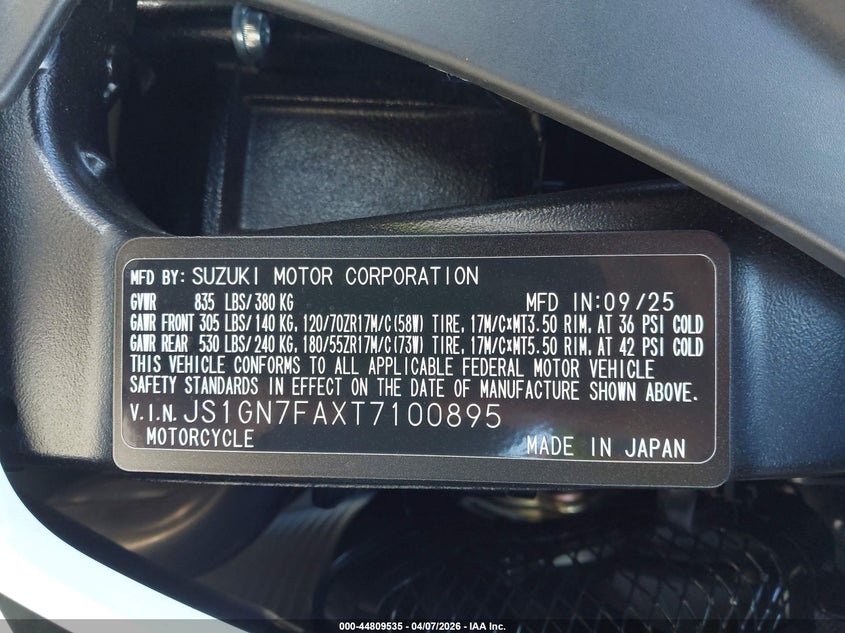 MFD BY: SUZUKI MOTOR CORPORATION
GVWR 835 LBS/380 KG MFD IN:09/25
GAWR FRONT 305 LBS/140 KG, 120/70ZR17M/C(58W) TIRE, 17M/C×MT3.50 RIM, AT 36 PSI COLD
GAWR REAR 530 LBS/240 KG, 180/55ZR17M/C(73W) TIRE, 17M/C×MT5.50 RIM, AT 42 PSI COLD
THIS VEHICLE CONFORMS TO ALL APPLICABLE FEDERAL MOTOR VEHICLE
SAFETY STANDARDS IN EFFECT ON THE DATE OF MANUFACTURE SHOWN ABOVE.
V.I.N. JS1GN7FAXT7100895
MOTORCYCLE MADE IN JAPAN
000-44809535 - 04/07/2026 - IAA Inc.